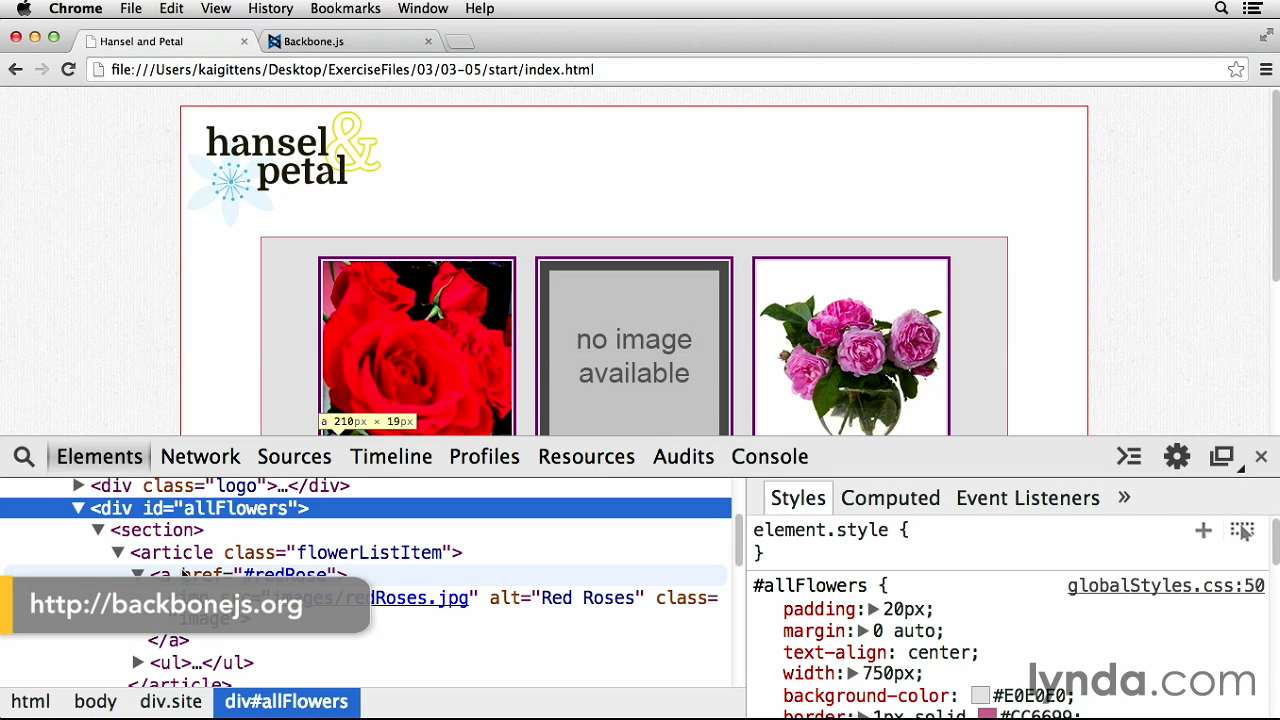 Chrome File Edit View History Bookmarks Window Help
Hansel and Petal
Backbone.js
file:///Users/kaigittens/Desktop/ExerciseFiles/03/03-05/start/index.html
hansel &
petal
no image
available
a 210px × 19px
Elements Network Sources Timeline Profiles Resources Audits Console
<div class="logo">…</div>
<div id="allFlowers">
<section>
<article class="flowerListItem">
<a href="#redRose">
images/redRoses.jpg" alt="Red Roses" class=
image">
</a>
<ul>…</ul>
</article>
http://backbonejs.org
html body div.site div#allFlowers
Styles Computed Event Listeners »
element.style {
}
#allFlowers { globalStyles.css:50
padding: 20px;
margin: 0 auto;
text-align: center;
width: 750px;
background-color: #E0E0E0;
border: 1px solid #CC6699;
lynda.com